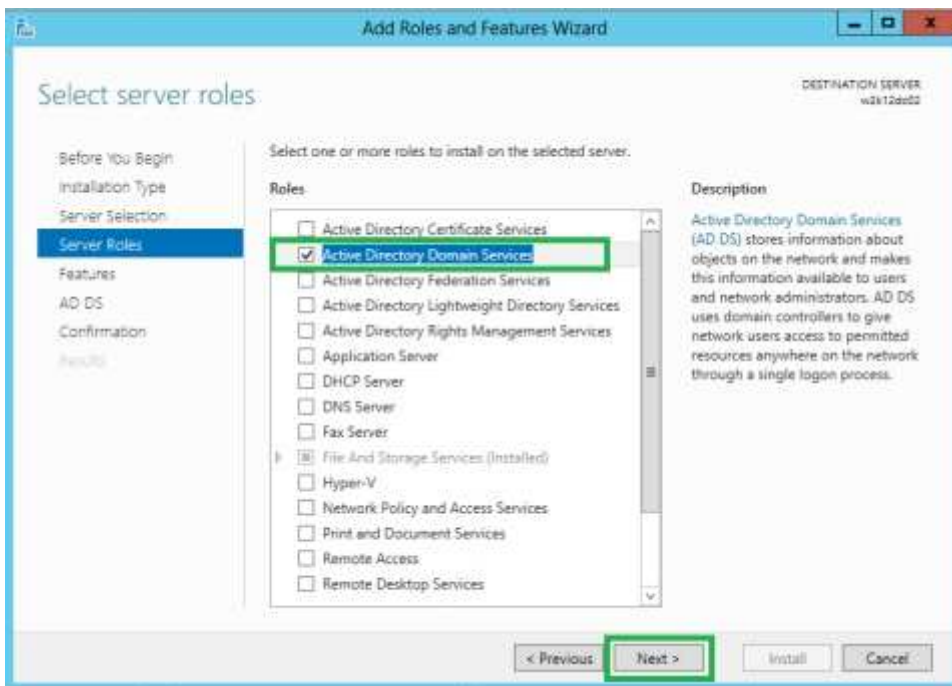 Add Roles and Features Wizard
Select server roles
DESTINATION SERVER
w2k12dc02
Before You Begin
Installation Type
Server Selection
Server Roles
Features
AD DS
Confirmation
Results
Select one or more roles to install on the selected server.
Roles
Active Directory Certificate Services
Active Directory Domain Services
Active Directory Federation Services
Active Directory Lightweight Directory Services
Active Directory Rights Management Services
Application Server
DHCP Server
DNS Server
Fax Server
File And Storage Services (Installed)
Hyper-V
Network Policy and Access Services
Print and Document Services
Remote Access
Remote Desktop Services
Description
Active Directory Domain Services
(AD DS) stores information about
objects on the network and makes
this information available to users
and network administrators. AD DS
uses domain controllers to give
network users access to permitted
resources anywhere on the network
through a single logon process.
< Previous
Next >
Install
Cancel